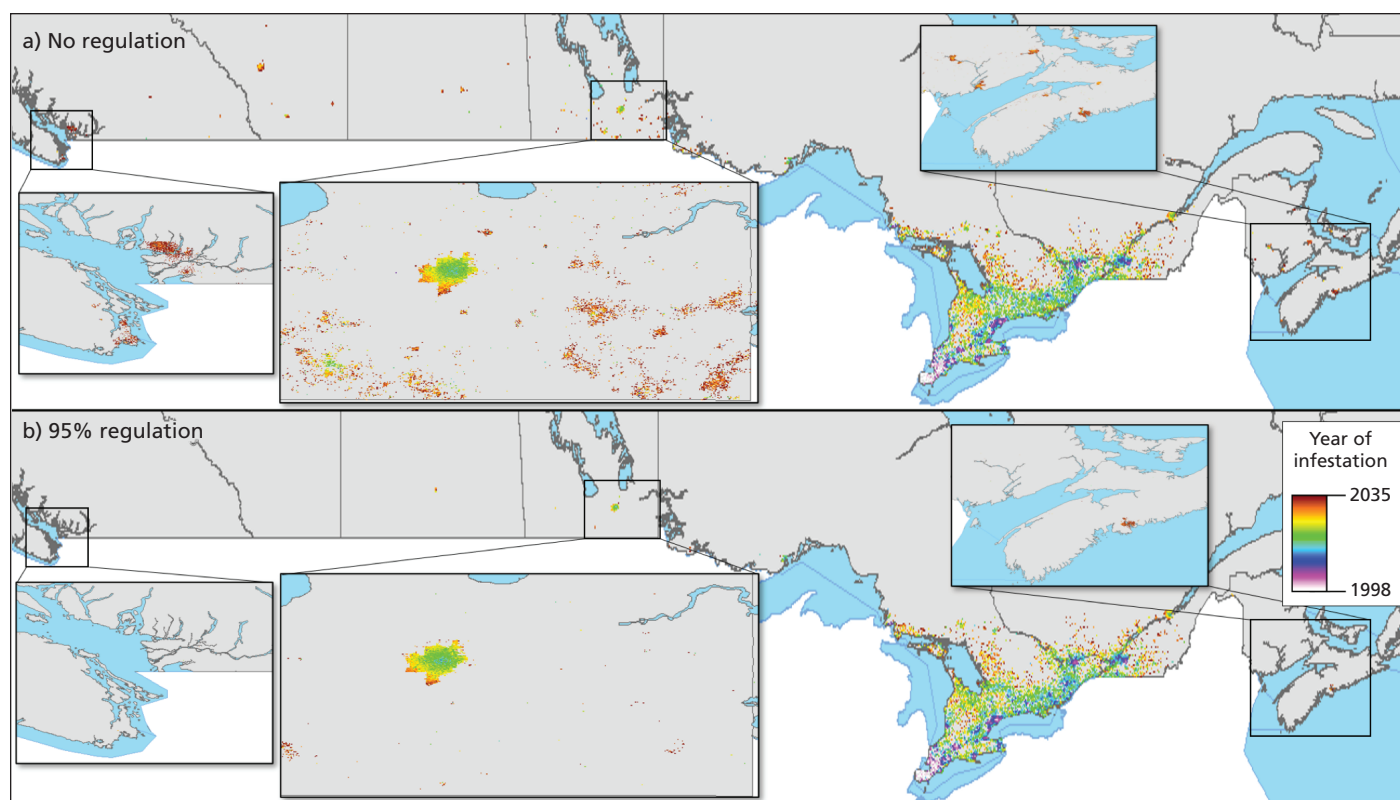 a) No regulation
b) 95% regulation
Year of
infestation
2035
1998